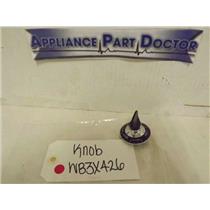 APPLIANCE PART DOCTOR
Knob
WB3X426